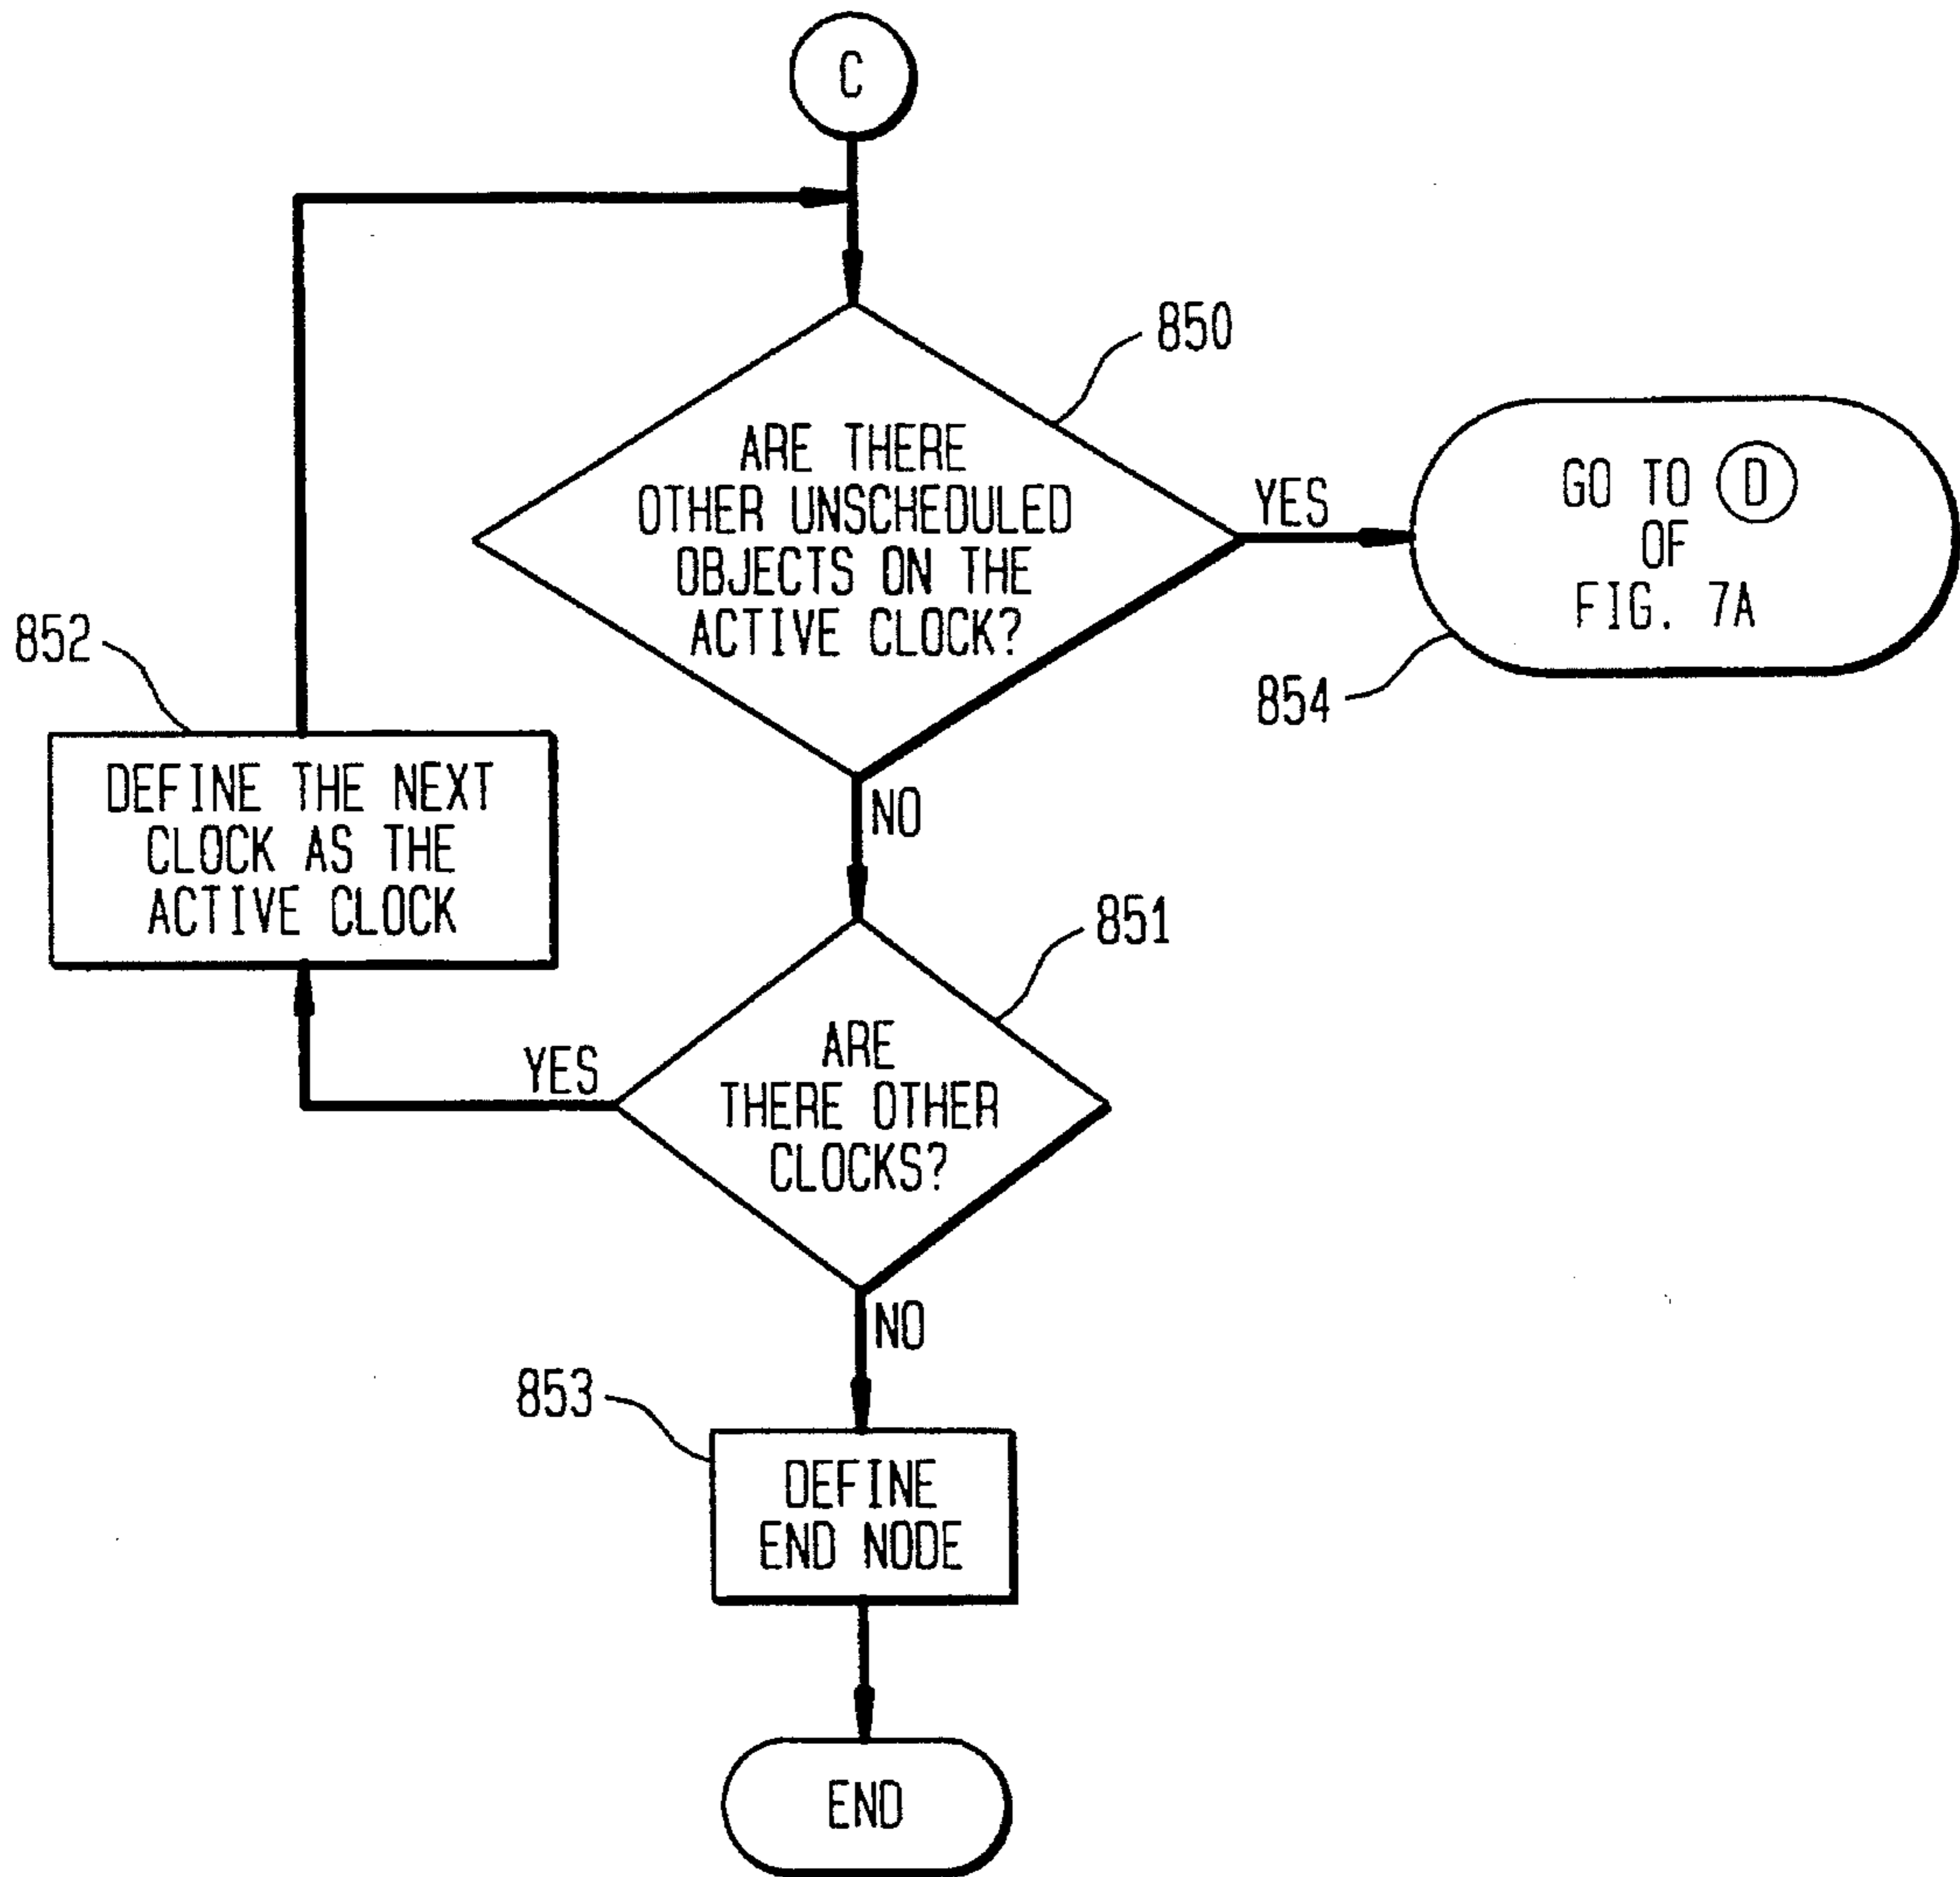 C
850
ARE THERE
OTHER UNSCHEDULED
OBJECTS ON THE
ACTIVE CLOCK?
YES
GO TO D
OF
FIG. 7A
854
852
DEFINE THE NEXT
CLOCK AS THE
ACTIVE CLOCK
NO
851
ARE
THERE OTHER
CLOCKS?
YES
NO
853
DEFINE
END NODE
END